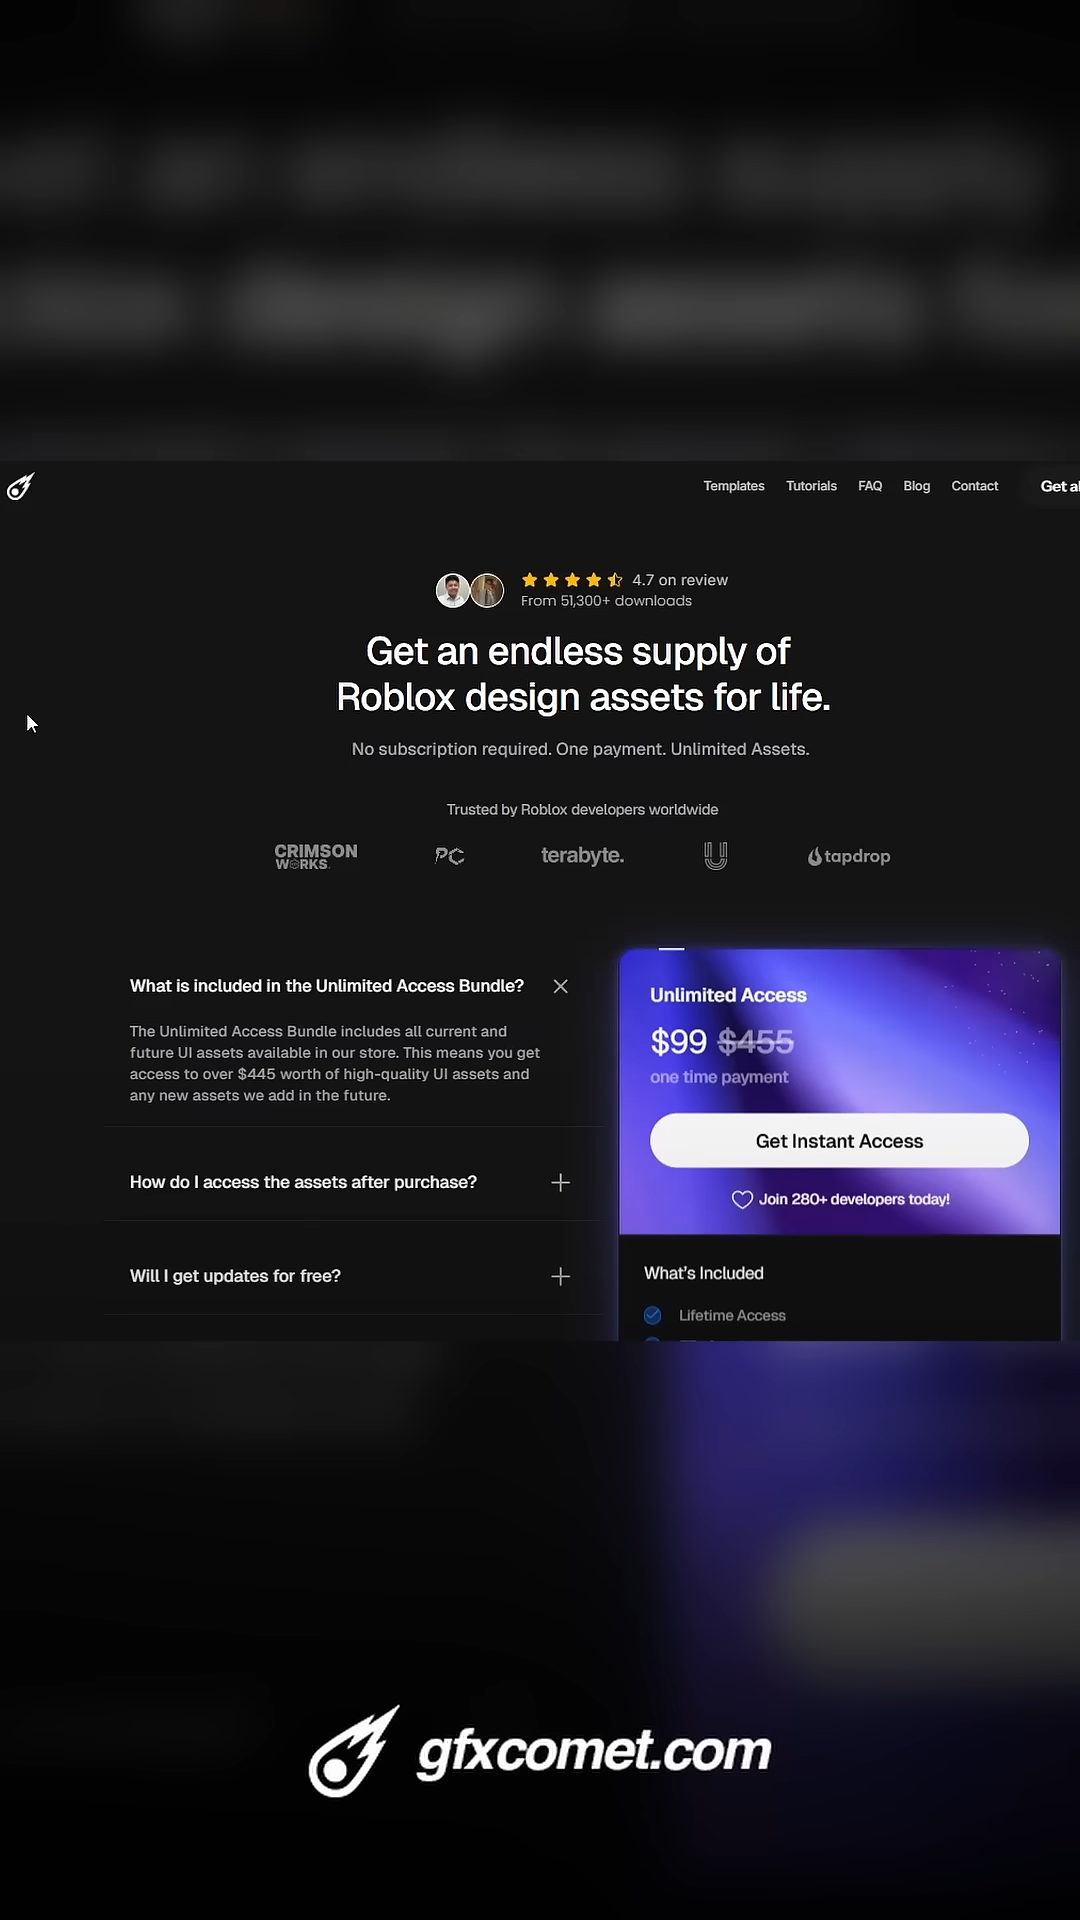 Templates Tutorials FAQ Blog Contact
4.7 on review
From 51,300+ downloads
Get an endless supply of
Roblox design assets for life.
No subscription required. One payment. Unlimited Assets.
Trusted by Roblox developers worldwide
CRIMSON
WORKS.
PC
terabyte.
U
tapdrop
What is included in the Unlimited Access Bundle?
The Unlimited Access Bundle includes all current and
future UI assets available in our store. This means you get
access to over $445 worth of high-quality UI assets and
any new assets we add in the future.
How do I access the assets after purchase?
Will I get updates for free?
Unlimited Access
$99 $455
one time payment
Get Instant Access
Join 280+ developers today!
What's Included
Lifetime Access
gfxcomet.com